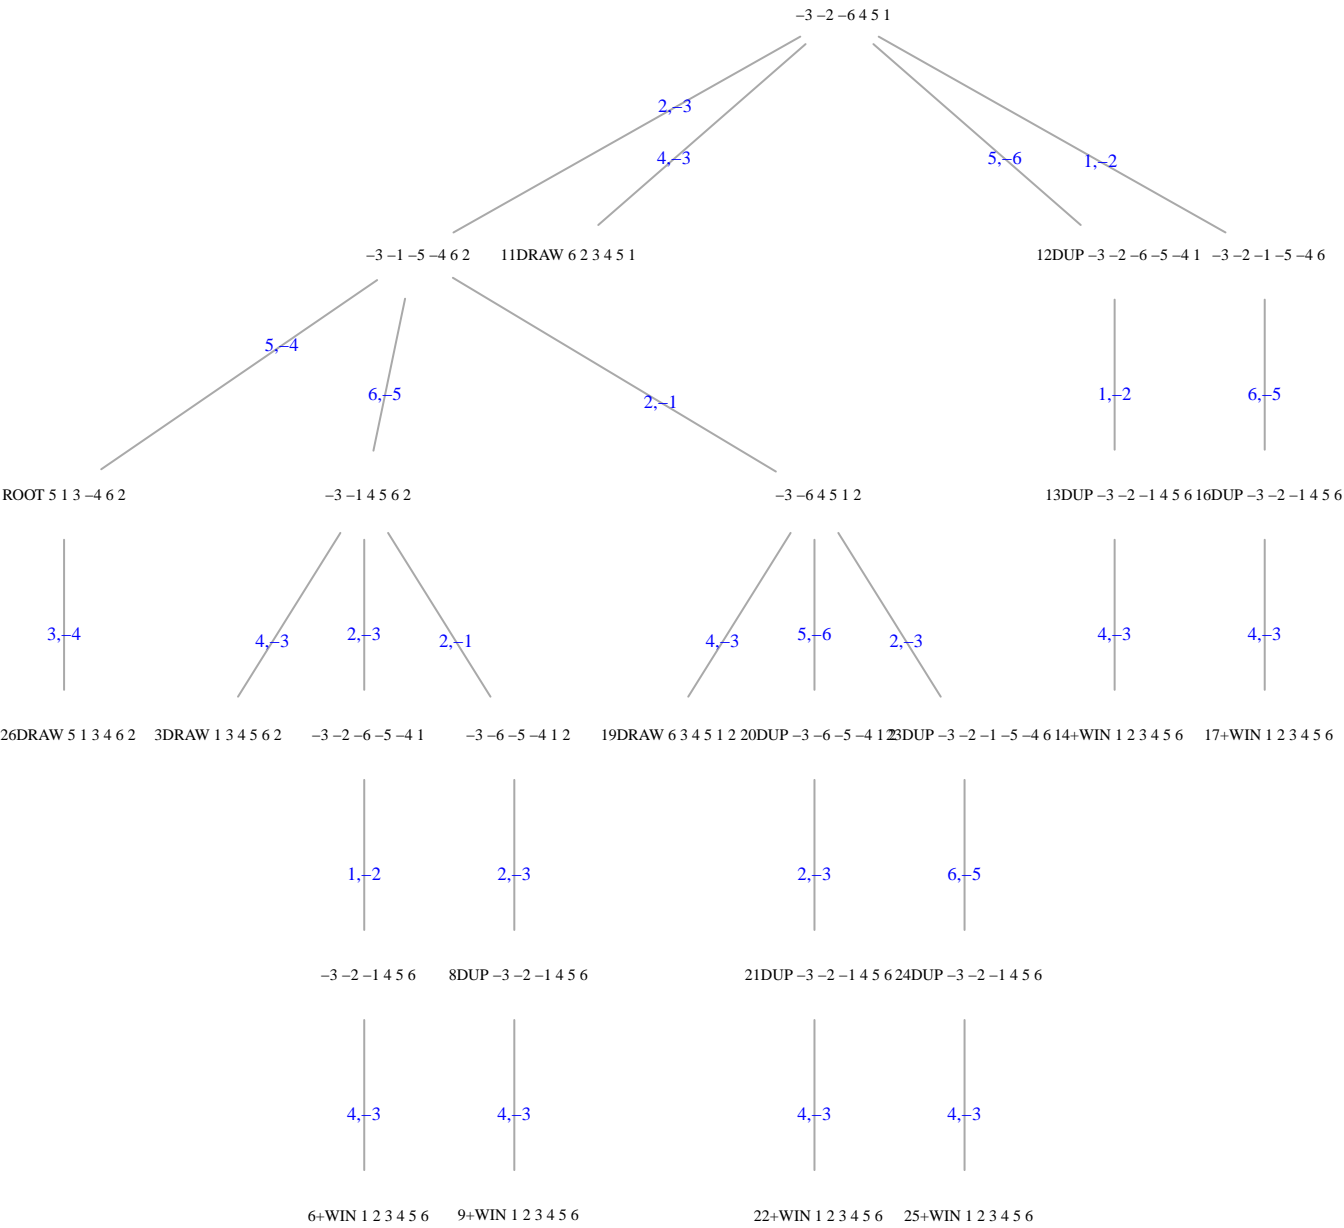 −3 −2 −6 4 5 1
2,−3
4,−3
5,−6
1,−2
−3 −1 −5 −4 6 2
11DRAW 6 2 3 4 5 1
12DUP −3 −2 −6 −5 −4 1
−3 −2 −1 −5 −4 6
5,−4
6,−5
2,−1
1,−2
6,−5
ROOT 5 1 3 −4 6 2
−3 −1 4 5 6 2
−3 −6 4 5 1 2
13DUP −3 −2 −1 4 5 6
16DUP −3 −2 −1 4 5 6
3,−4
4,−3
2,−3
2,−1
4,−3
5,−6
2,−3
4,−3
4,−3
26DRAW 5 1 3 4 6 2
3DRAW 1 3 4 5 6 2
−3 −2 −6 −5 −4 1
−3 −6 −5 −4 1 2
19DRAW 6 3 4 5 1 2
20DUP −3 −6 −5 −4 1 2
23DUP −3 −2 −1 −5 −4 6
14+WIN 1 2 3 4 5 6
17+WIN 1 2 3 4 5 6
1,−2
2,−3
2,−3
6,−5
−3 −2 −1 4 5 6
8DUP −3 −2 −1 4 5 6
21DUP −3 −2 −1 4 5 6
24DUP −3 −2 −1 4 5 6
4,−3
4,−3
4,−3
4,−3
6+WIN 1 2 3 4 5 6
9+WIN 1 2 3 4 5 6
22+WIN 1 2 3 4 5 6
25+WIN 1 2 3 4 5 6